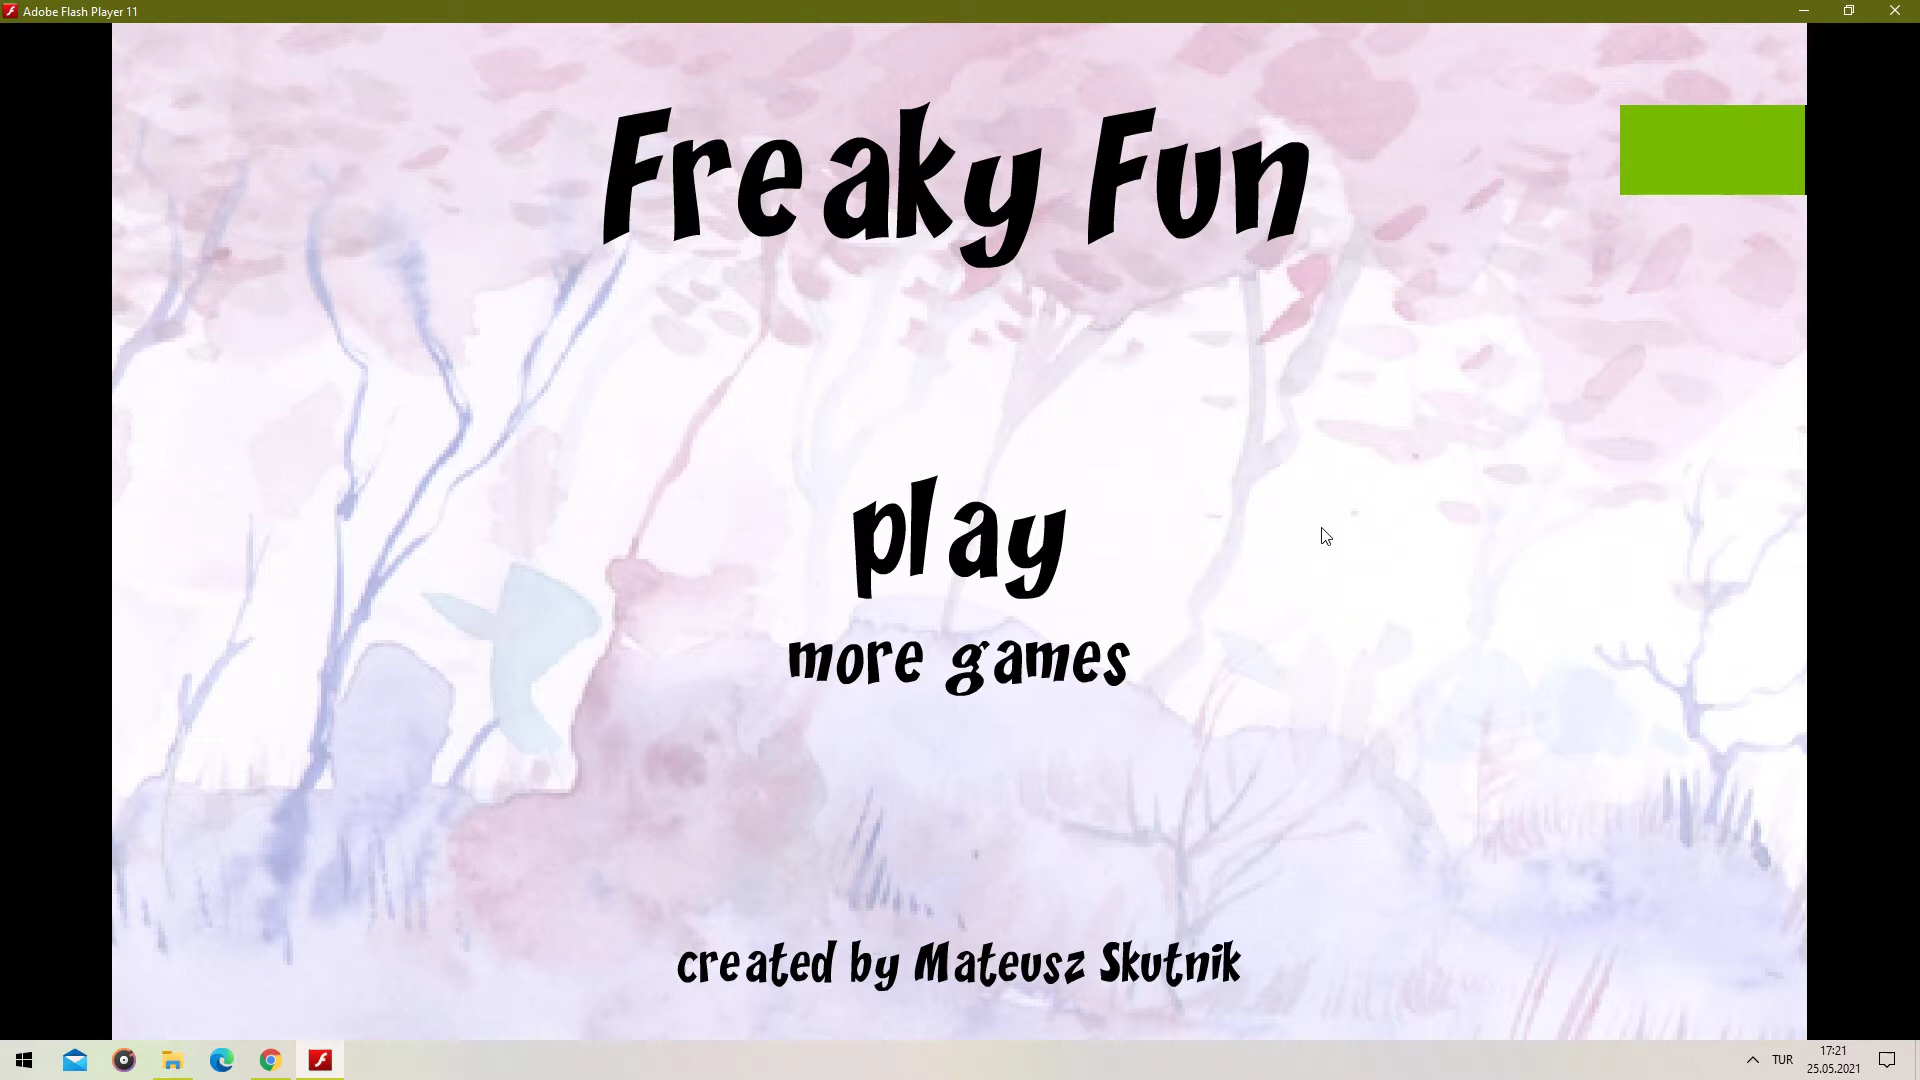 Adobe Flash Player 11
Freaky Fun
play
more games
created by Mateusz Skutnik
TUR
17:21
25.05.2021